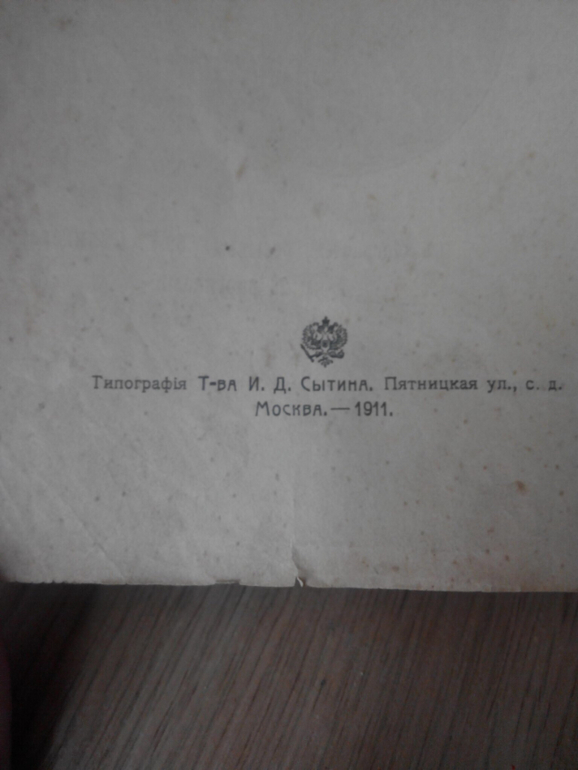 Типографія Т-ва И. Д. Сытина. Пятницкая ул., с. д.
Москва.—1911.